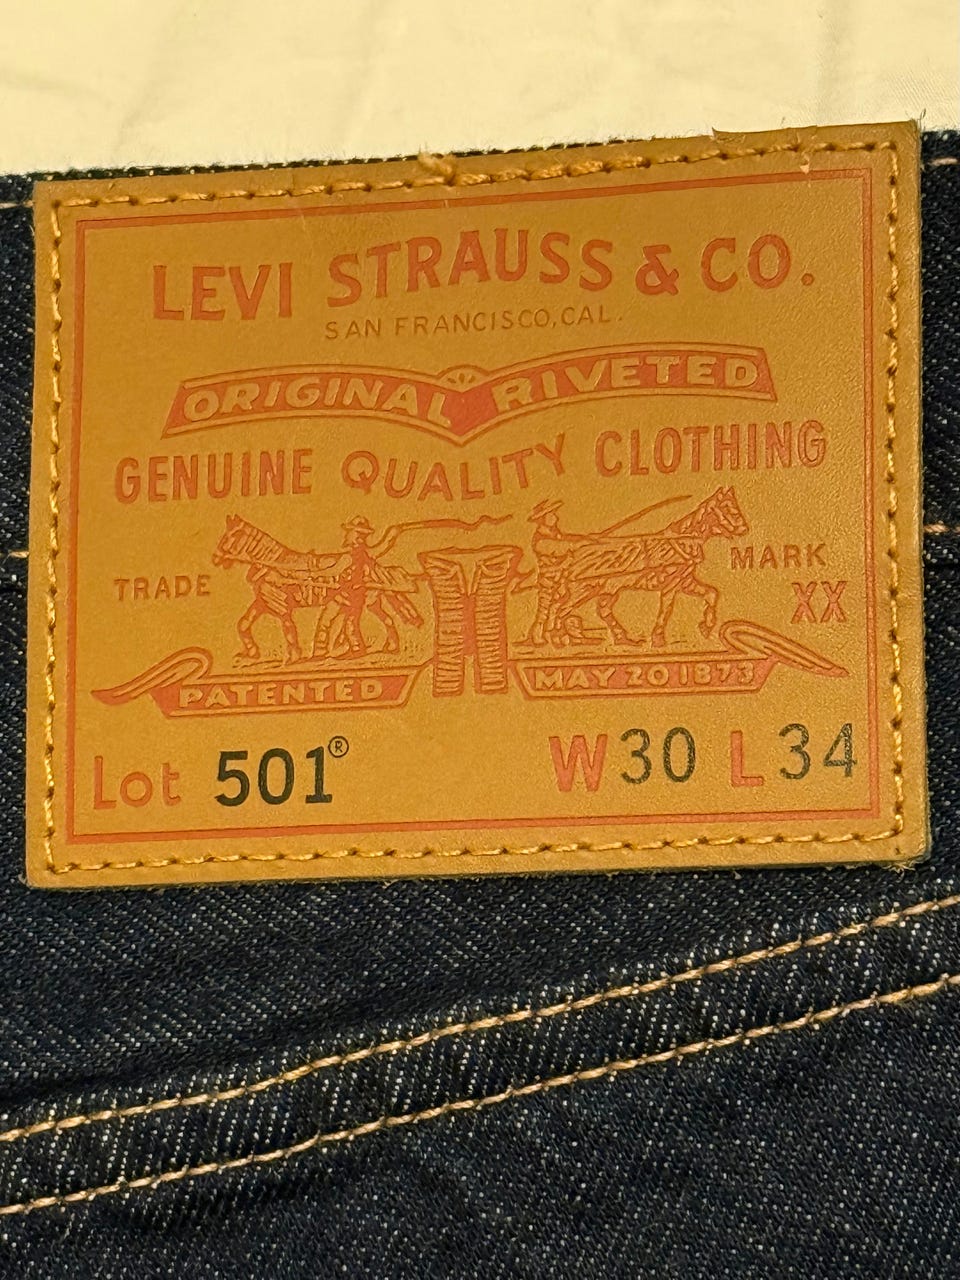 LEVI STRAUSS & CO.
SAN FRANCISCO, CAL.
ORIGINAL RIVETED
GENUINE QUALITY CLOTHING
TRADE MARK
XX
PATENTED MAY 20 1873
Lot 501® W30 L34